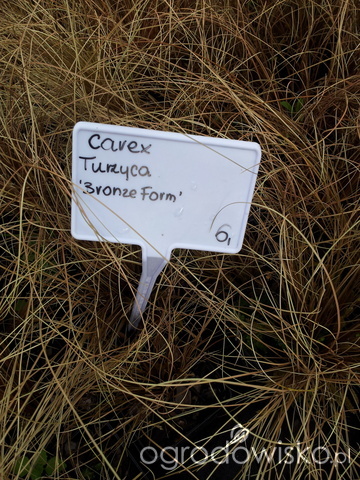 Carex
Turzyca
'Bronze Form'
6,
ogrodowisko.pl